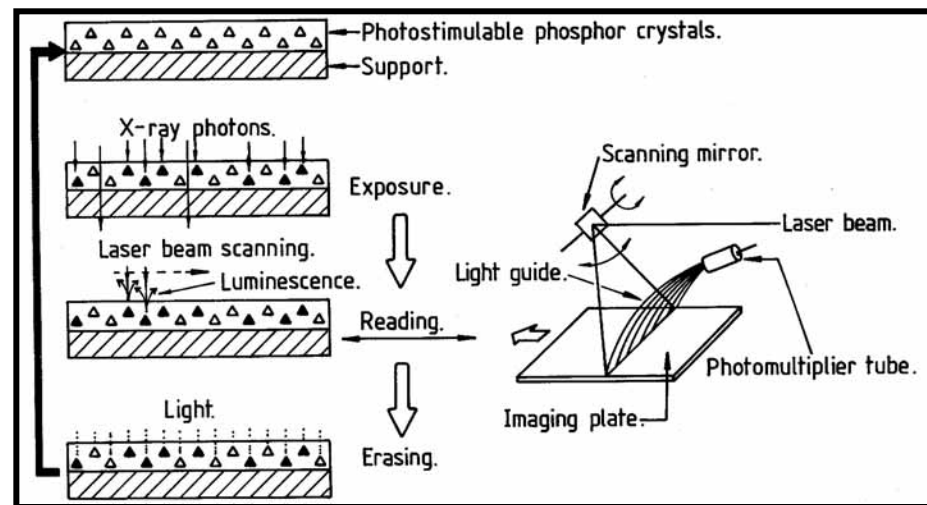 Photostimulable phosphor crystals.
Support.
X-ray photons.
Exposure.
Laser beam scanning.
Luminescence.
Reading.
Light.
Erasing.
Scanning mirror.
Laser beam.
Light guide.
Photomultiplier tube.
Imaging plate.